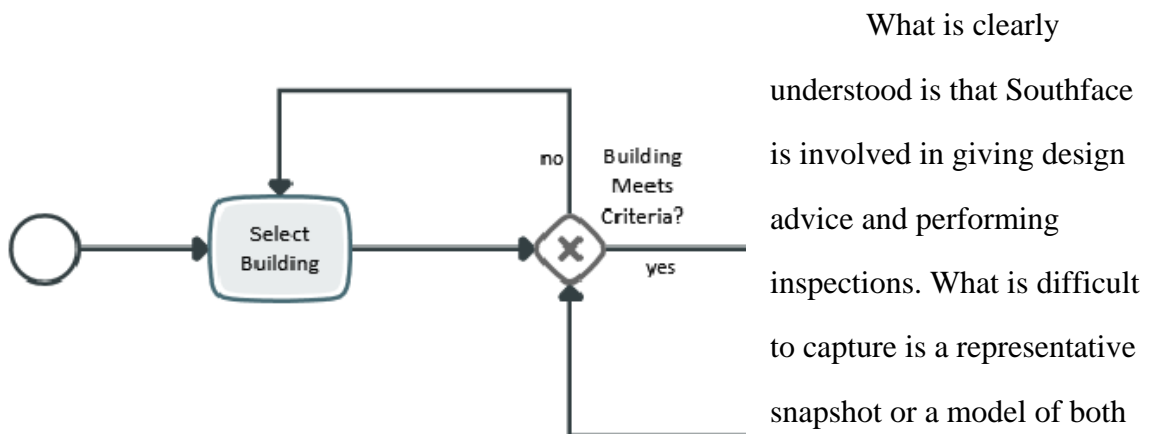 Select
Building
no
Building
Meets
Criteria?
yes
What is clearly
understood is that Southface
is involved in giving design
advice and performing
inspections. What is difficult
to capture is a representative
snapshot or a model of both